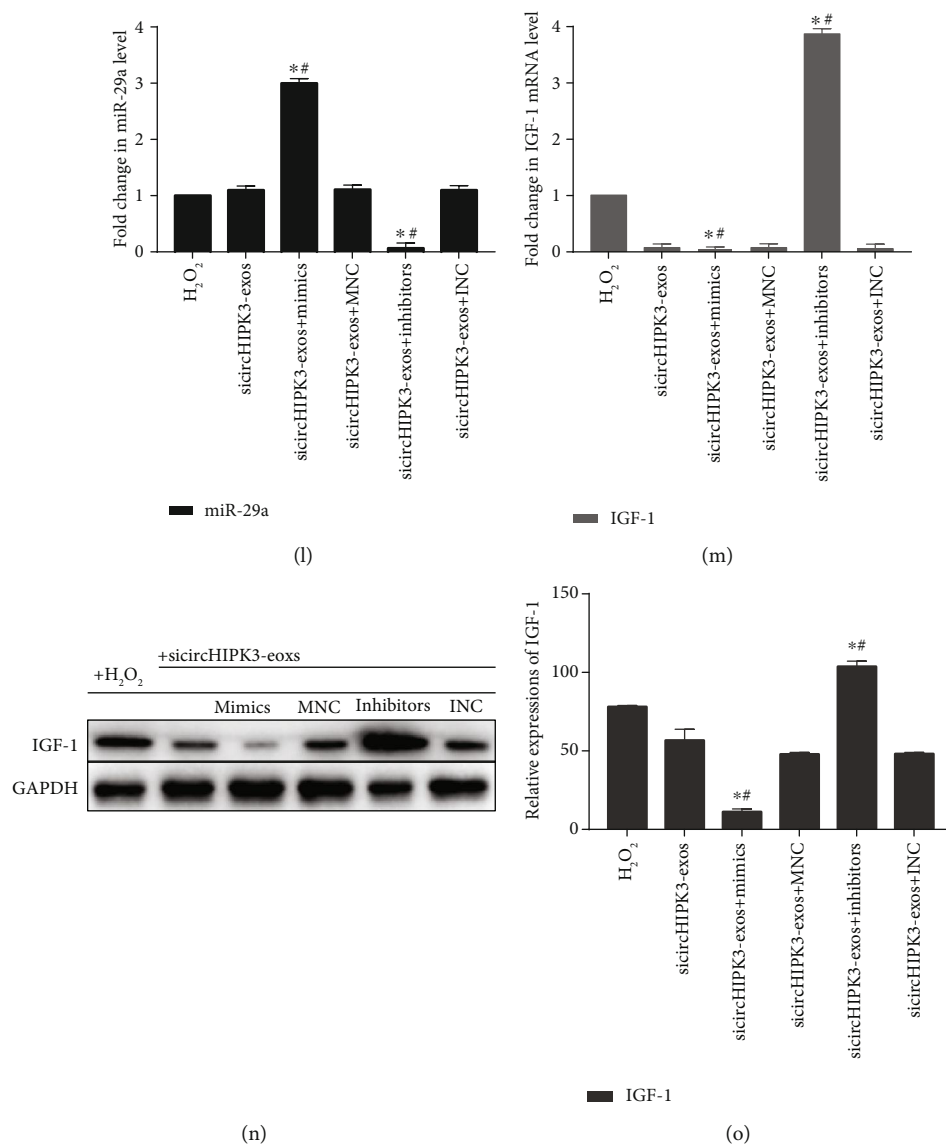 Fold change in miR-29a level
4
3
2
1
0
H₂O₂
sicircHIPK3-exos
sicircHIPK3-exos+mimics
sicircHIPK3-exos+MNC
sicircHIPK3-exos+inhibitors
sicircHIPK3-exos+INC
*#
*#
miR-29a
(l)
Fold change in IGF-1 mRNA level
4
3
2
1
0
H₂O₂
sicircHIPK3-exos
sicircHIPK3-exos+mimics
sicircHIPK3-exos+MNC
sicircHIPK3-exos+inhibitors
sicircHIPK3-exos+INC
*#
*#
IGF-1
(m)
+sicircHIPK3-eoxs
+H₂O₂
Mimics MNC Inhibitors INC
IGF-1
GAPDH
(n)
Relative expressions of IGF-1
150
100
50
0
H₂O₂
sicircHIPK3-exos
sicircHIPK3-exos+mimics
sicircHIPK3-exos+MNC
sicircHIPK3-exos+inhibitors
sicircHIPK3-exos+INC
*#
*#
IGF-1
(o)